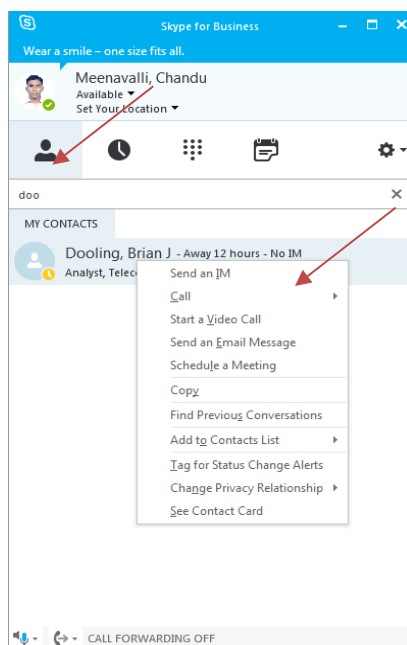 Skype for Business
Wear a smile – one size fits all.
Meenavalli, Chandu
Available
Set Your Location
doo
MY CONTACTS
Dooling, Brian J - Away 12 hours - No IM
Analyst, Telec
Send an IM
Call
Start a Video Call
Send an Email Message
Schedule a Meeting
Copy
Find Previous Conversations
Add to Contacts List
Tag for Status Change Alerts
Change Privacy Relationship
See Contact Card
CALL FORWARDING OFF